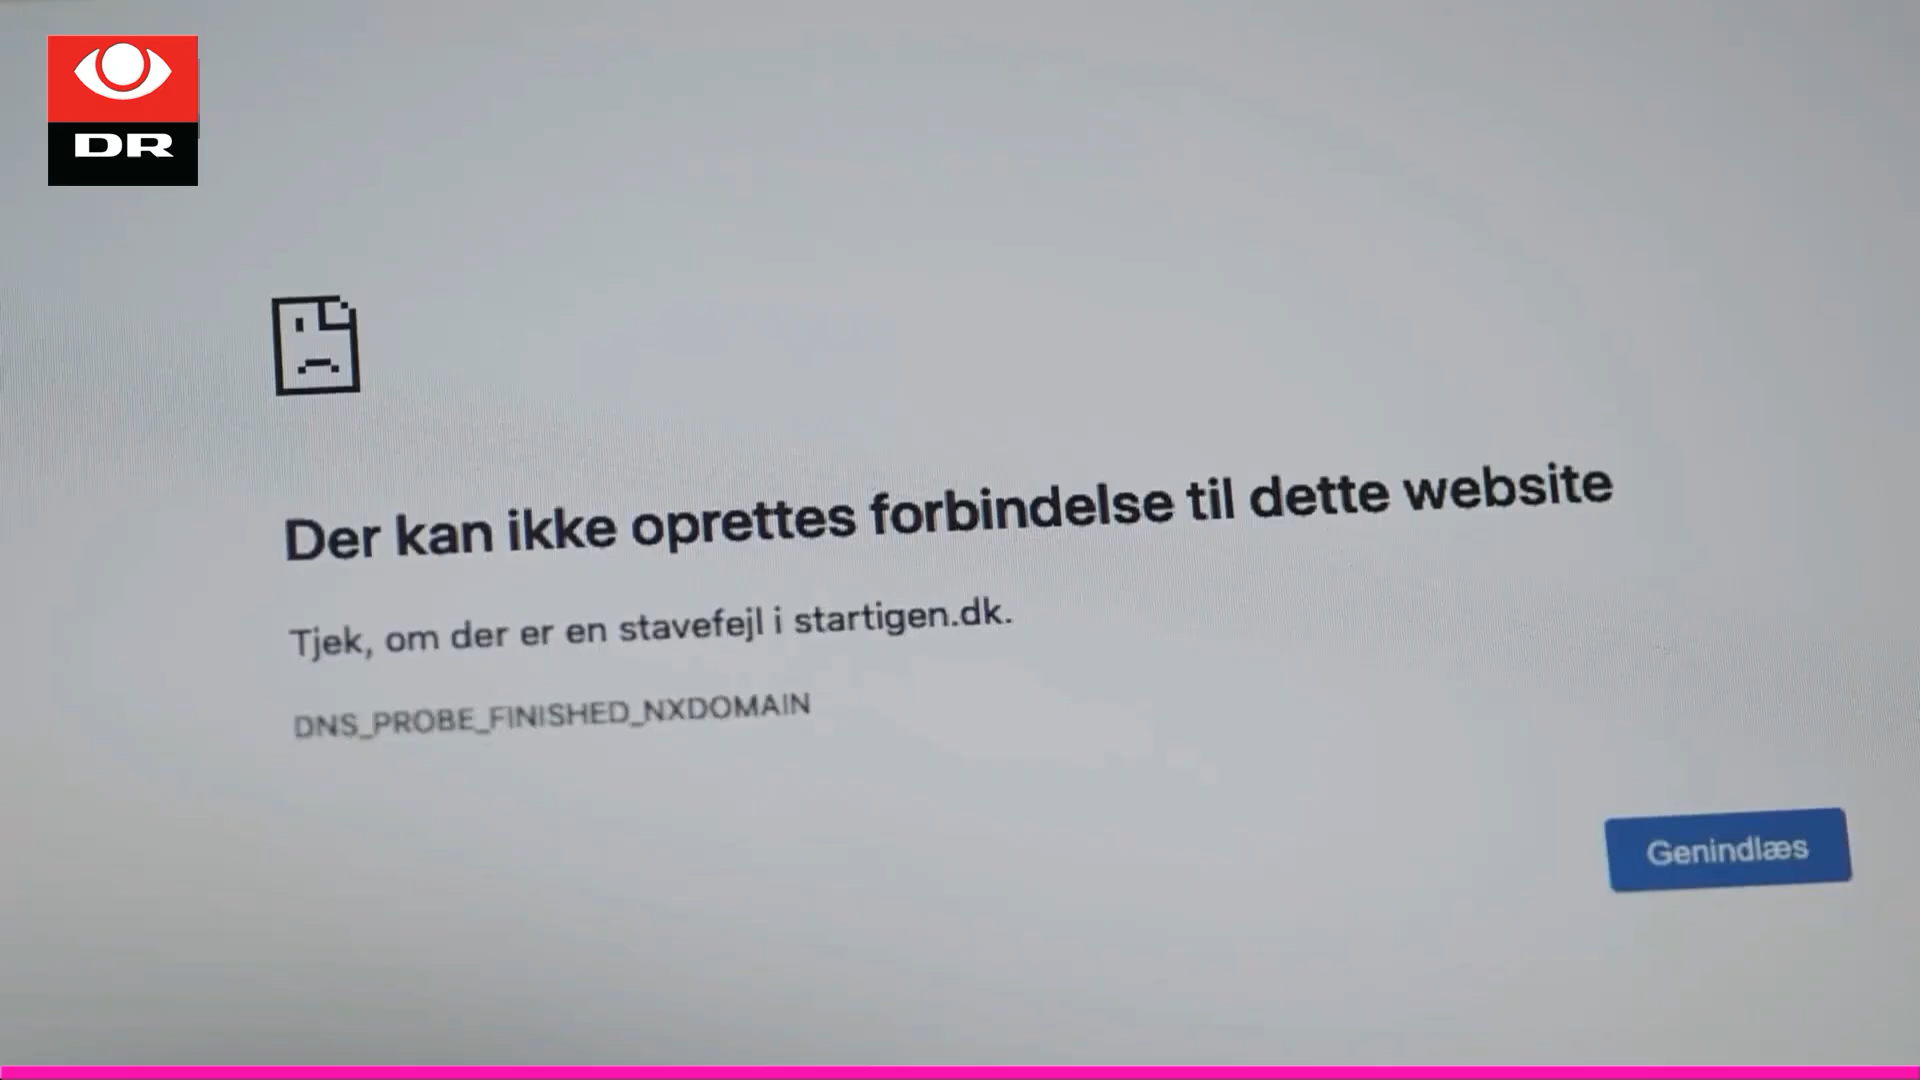 DR
Der kan ikke oprettes forbindelse til dette website
Tjek, om der er en stavefejl i startigen.dk.
DNS_PROBE_FINISHED_NXDOMAIN
Genindlæs